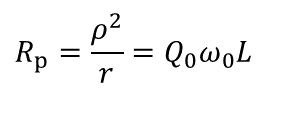 R_p = ρ²/r = Q₀ω₀L